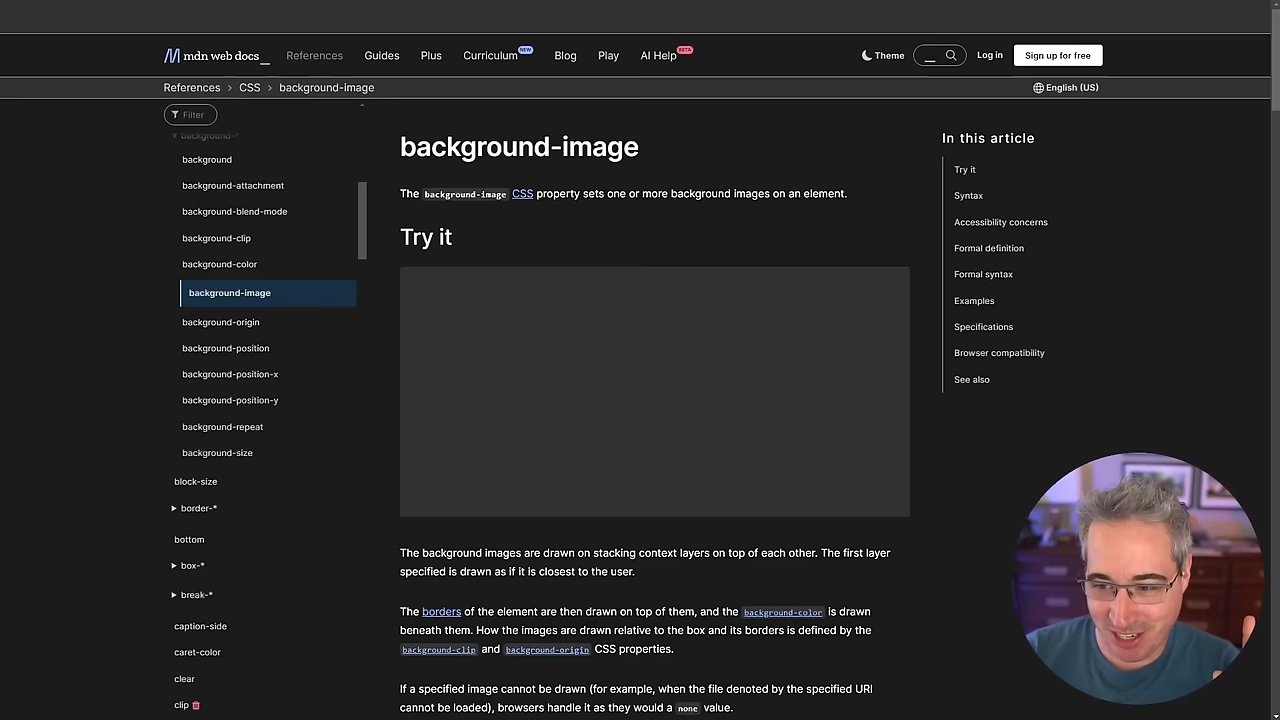 mdn web docs_
References
Guides
Plus
Curriculum NEW
Blog
Play
AI Help BETA
Theme
Log in
Sign up for free
References › CSS › background-image
English (US)
Filter
background-*
background
background-attachment
background-blend-mode
background-clip
background-color
background-image
background-origin
background-position
background-position-x
background-position-y
background-repeat
background-size
block-size
border-*
bottom
box-*
break-*
caption-side
caret-color
clear
clip
background-image
The background-image CSS property sets one or more background images on an element.
Try it
The background images are drawn on stacking context layers on top of each other. The first layer
specified is drawn as if it is closest to the user.
The borders of the element are then drawn on top of them, and the background-color is drawn
beneath them. How the images are drawn relative to the box and its borders is defined by the
background-clip and background-origin CSS properties.
If a specified image cannot be drawn (for example, when the file denoted by the specified URI
cannot be loaded), browsers handle it as they would a none value.
In this article
Try it
Syntax
Accessibility concerns
Formal definition
Formal syntax
Examples
Specifications
Browser compatibility
See also